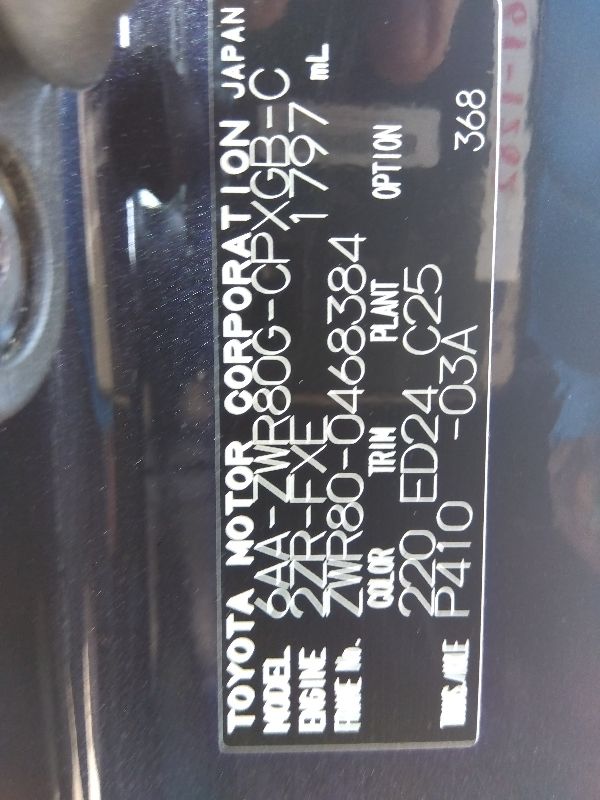 TOYOTA MOTOR CORPORATION JAPAN
MODEL 6AA-ZWR80G-CPXGB-C
ENGINE 2ZR-FXE 1797 mL
FRAME No. ZWR80-0468384
COLOR TRIM PLANT OPTION
220 ED24 C25
TRANS/AXLE P410 -03A 368